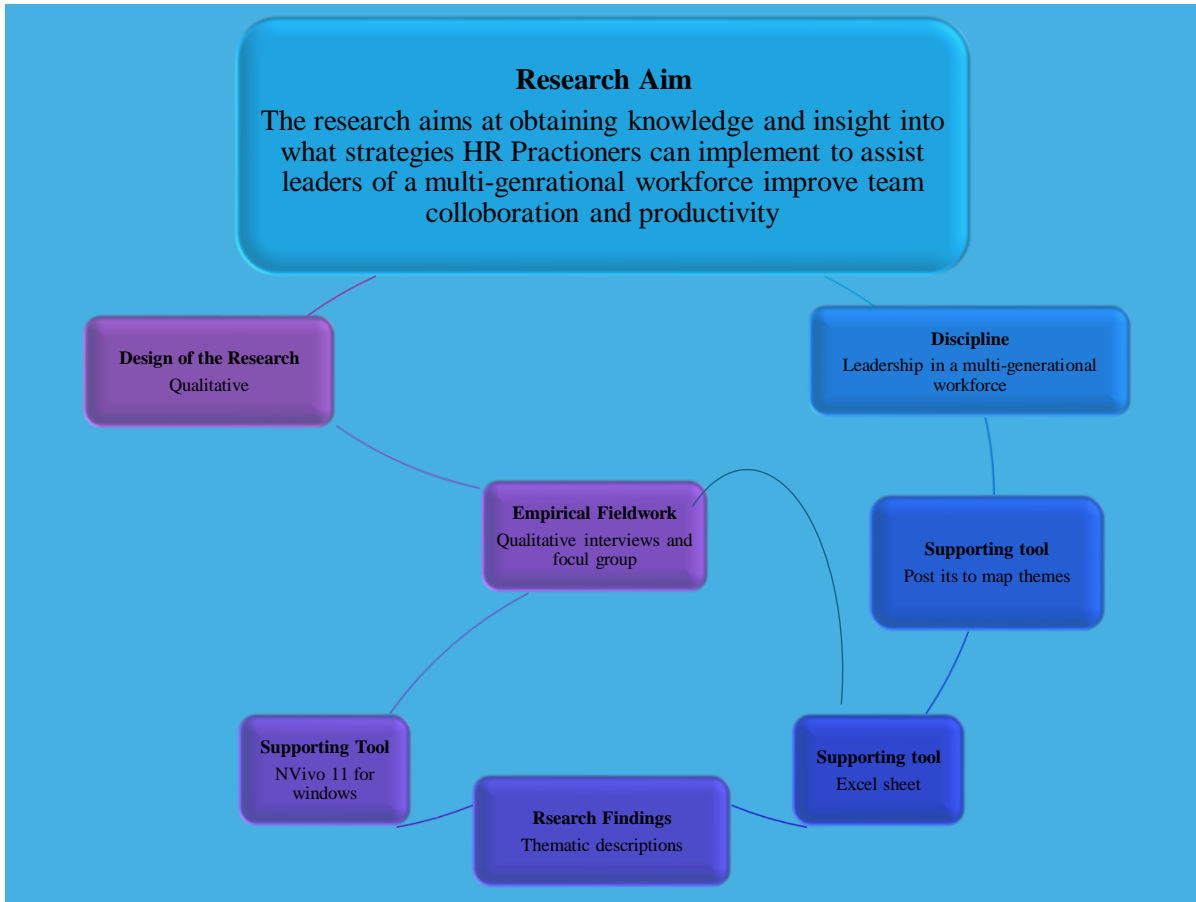 Research Aim
The research aims at obtaining knowledge and insight into
what strategies HR Practioners can implement to assist
leaders of a multi-genrational workforce improve team
colloboration and productivity
Design of the Research
Qualitative
Discipline
Leadership in a multi-generational
workforce
Empirical Fieldwork
Qualitative interviews and
focul group
Supporting tool
Post its to map themes
Supporting Tool
NVivo 11 for
windows
Supporting tool
Excel sheet
Rsearch Findings
Thematic descriptions